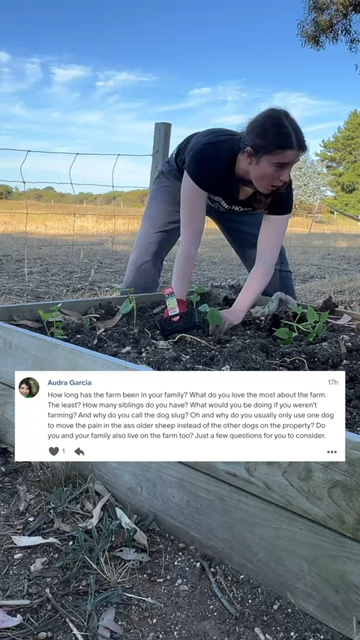 Audra Garcia
17h
How long has the farm been in your family? What do you love the most about the farm.
The least? How many siblings do you have? What would you be doing if you weren't
farming? And why do you call the dog slug? Oh and why do you usually only use one dog
to move the pain in the ass older sheep instead of the other dogs on the property? Do
you and your family also live on the farm too? Just a few questions for you to consider.
1